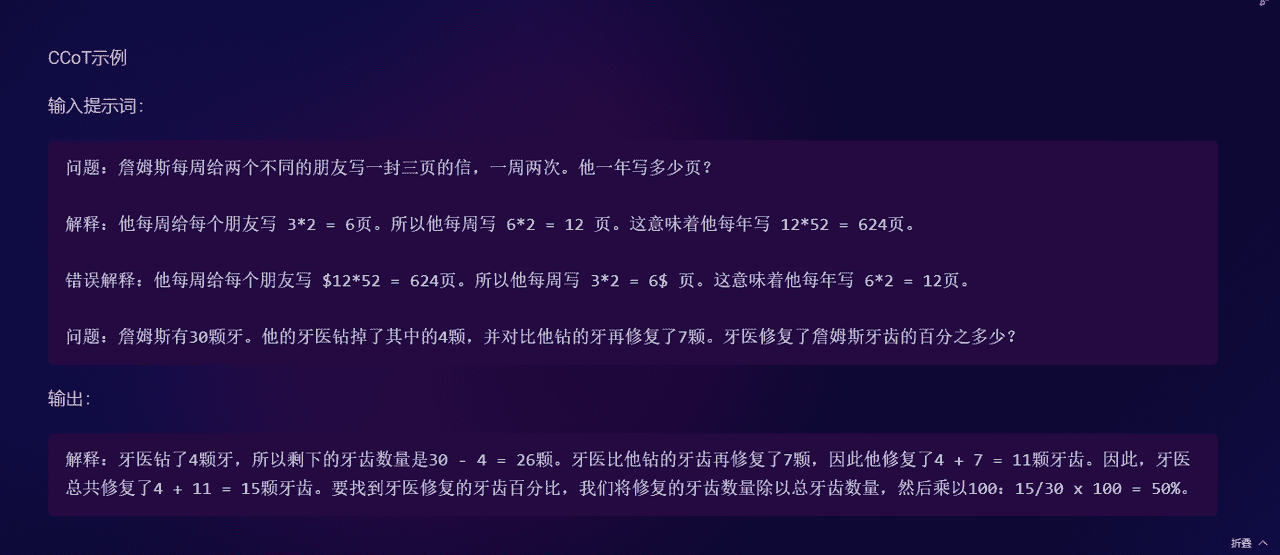 CCoT示例
输入提示词：
问题：詹姆斯每周给两个不同的朋友写一封三页的信，一周两次。他一年写多少页？
解释：他每周给每个朋友写 3*2 = 6页。所以他每周写 6*2 = 12 页。这意味着他每年写 12*52 = 624页。
错误解释：他每周给每个朋友写 $12*52 = 624页。所以他每周写 3*2 = 6$ 页。这意味着他每年写 6*2 = 12页。
问题：詹姆斯有30颗牙。他的牙医钻掉了其中的4颗，并对比他钻的牙再修复了7颗。牙医修复了詹姆斯牙齿的百分之多少？
输出：
解释：牙医钻了4颗牙，所以剩下的牙齿数量是30 - 4 = 26颗。牙医比他钻的牙齿再修复了7颗，因此他修复了4 + 7 = 11颗牙齿。因此，牙医
总共修复了4 + 11 = 15颗牙齿。要找到牙医修复的牙齿百分比，我们将修复的牙齿数量除以总牙齿数量，然后乘以100：15/30 x 100 = 50%。
折叠